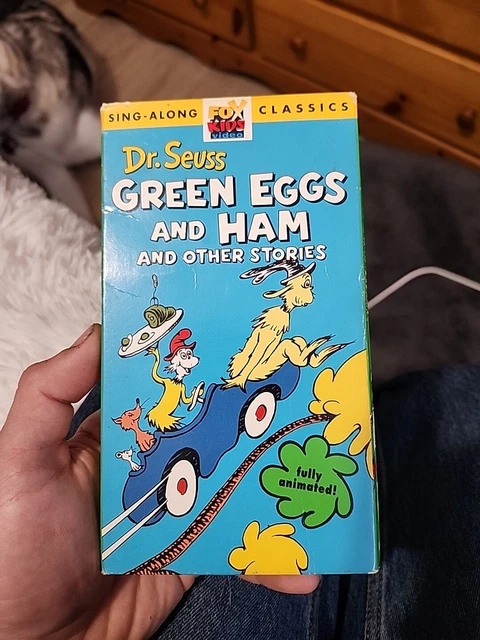 SING-ALONG FOX KIDS video CLASSICS
Dr. Seuss
GREEN EGGS
AND HAM
AND OTHER STORIES
fully
animated!